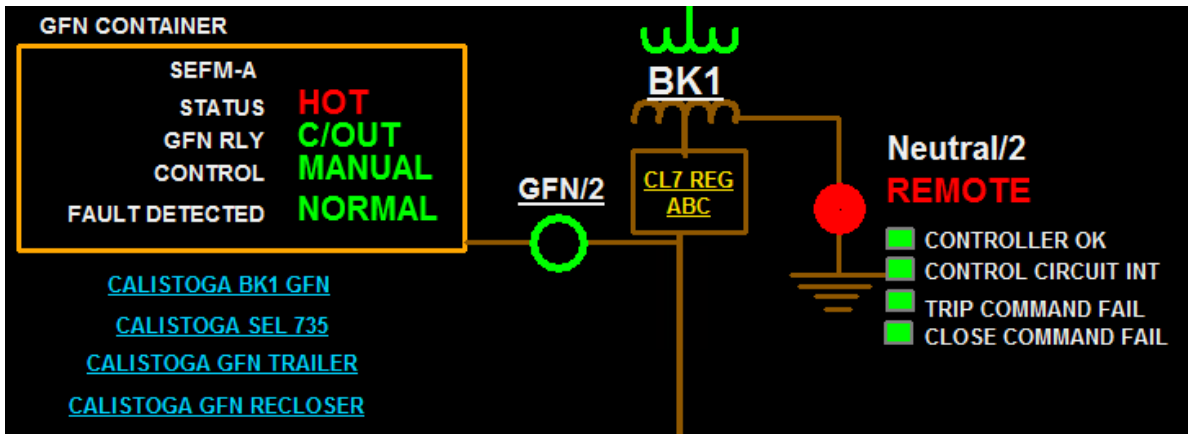 GFN CONTAINER
SEFM-A
STATUS HOT
GFN RLY C/OUT
CONTROL MANUAL
FAULT DETECTED NORMAL
CALISTOGA BK1 GFN
CALISTOGA SEL 735
CALISTOGA GFN TRAILER
CALISTOGA GFN RECLOSER
GFN/2
BK1
CL7 REG
ABC
Neutral/2
REMOTE
CONTROLLER OK
CONTROL CIRCUIT INT
TRIP COMMAND FAIL
CLOSE COMMAND FAIL